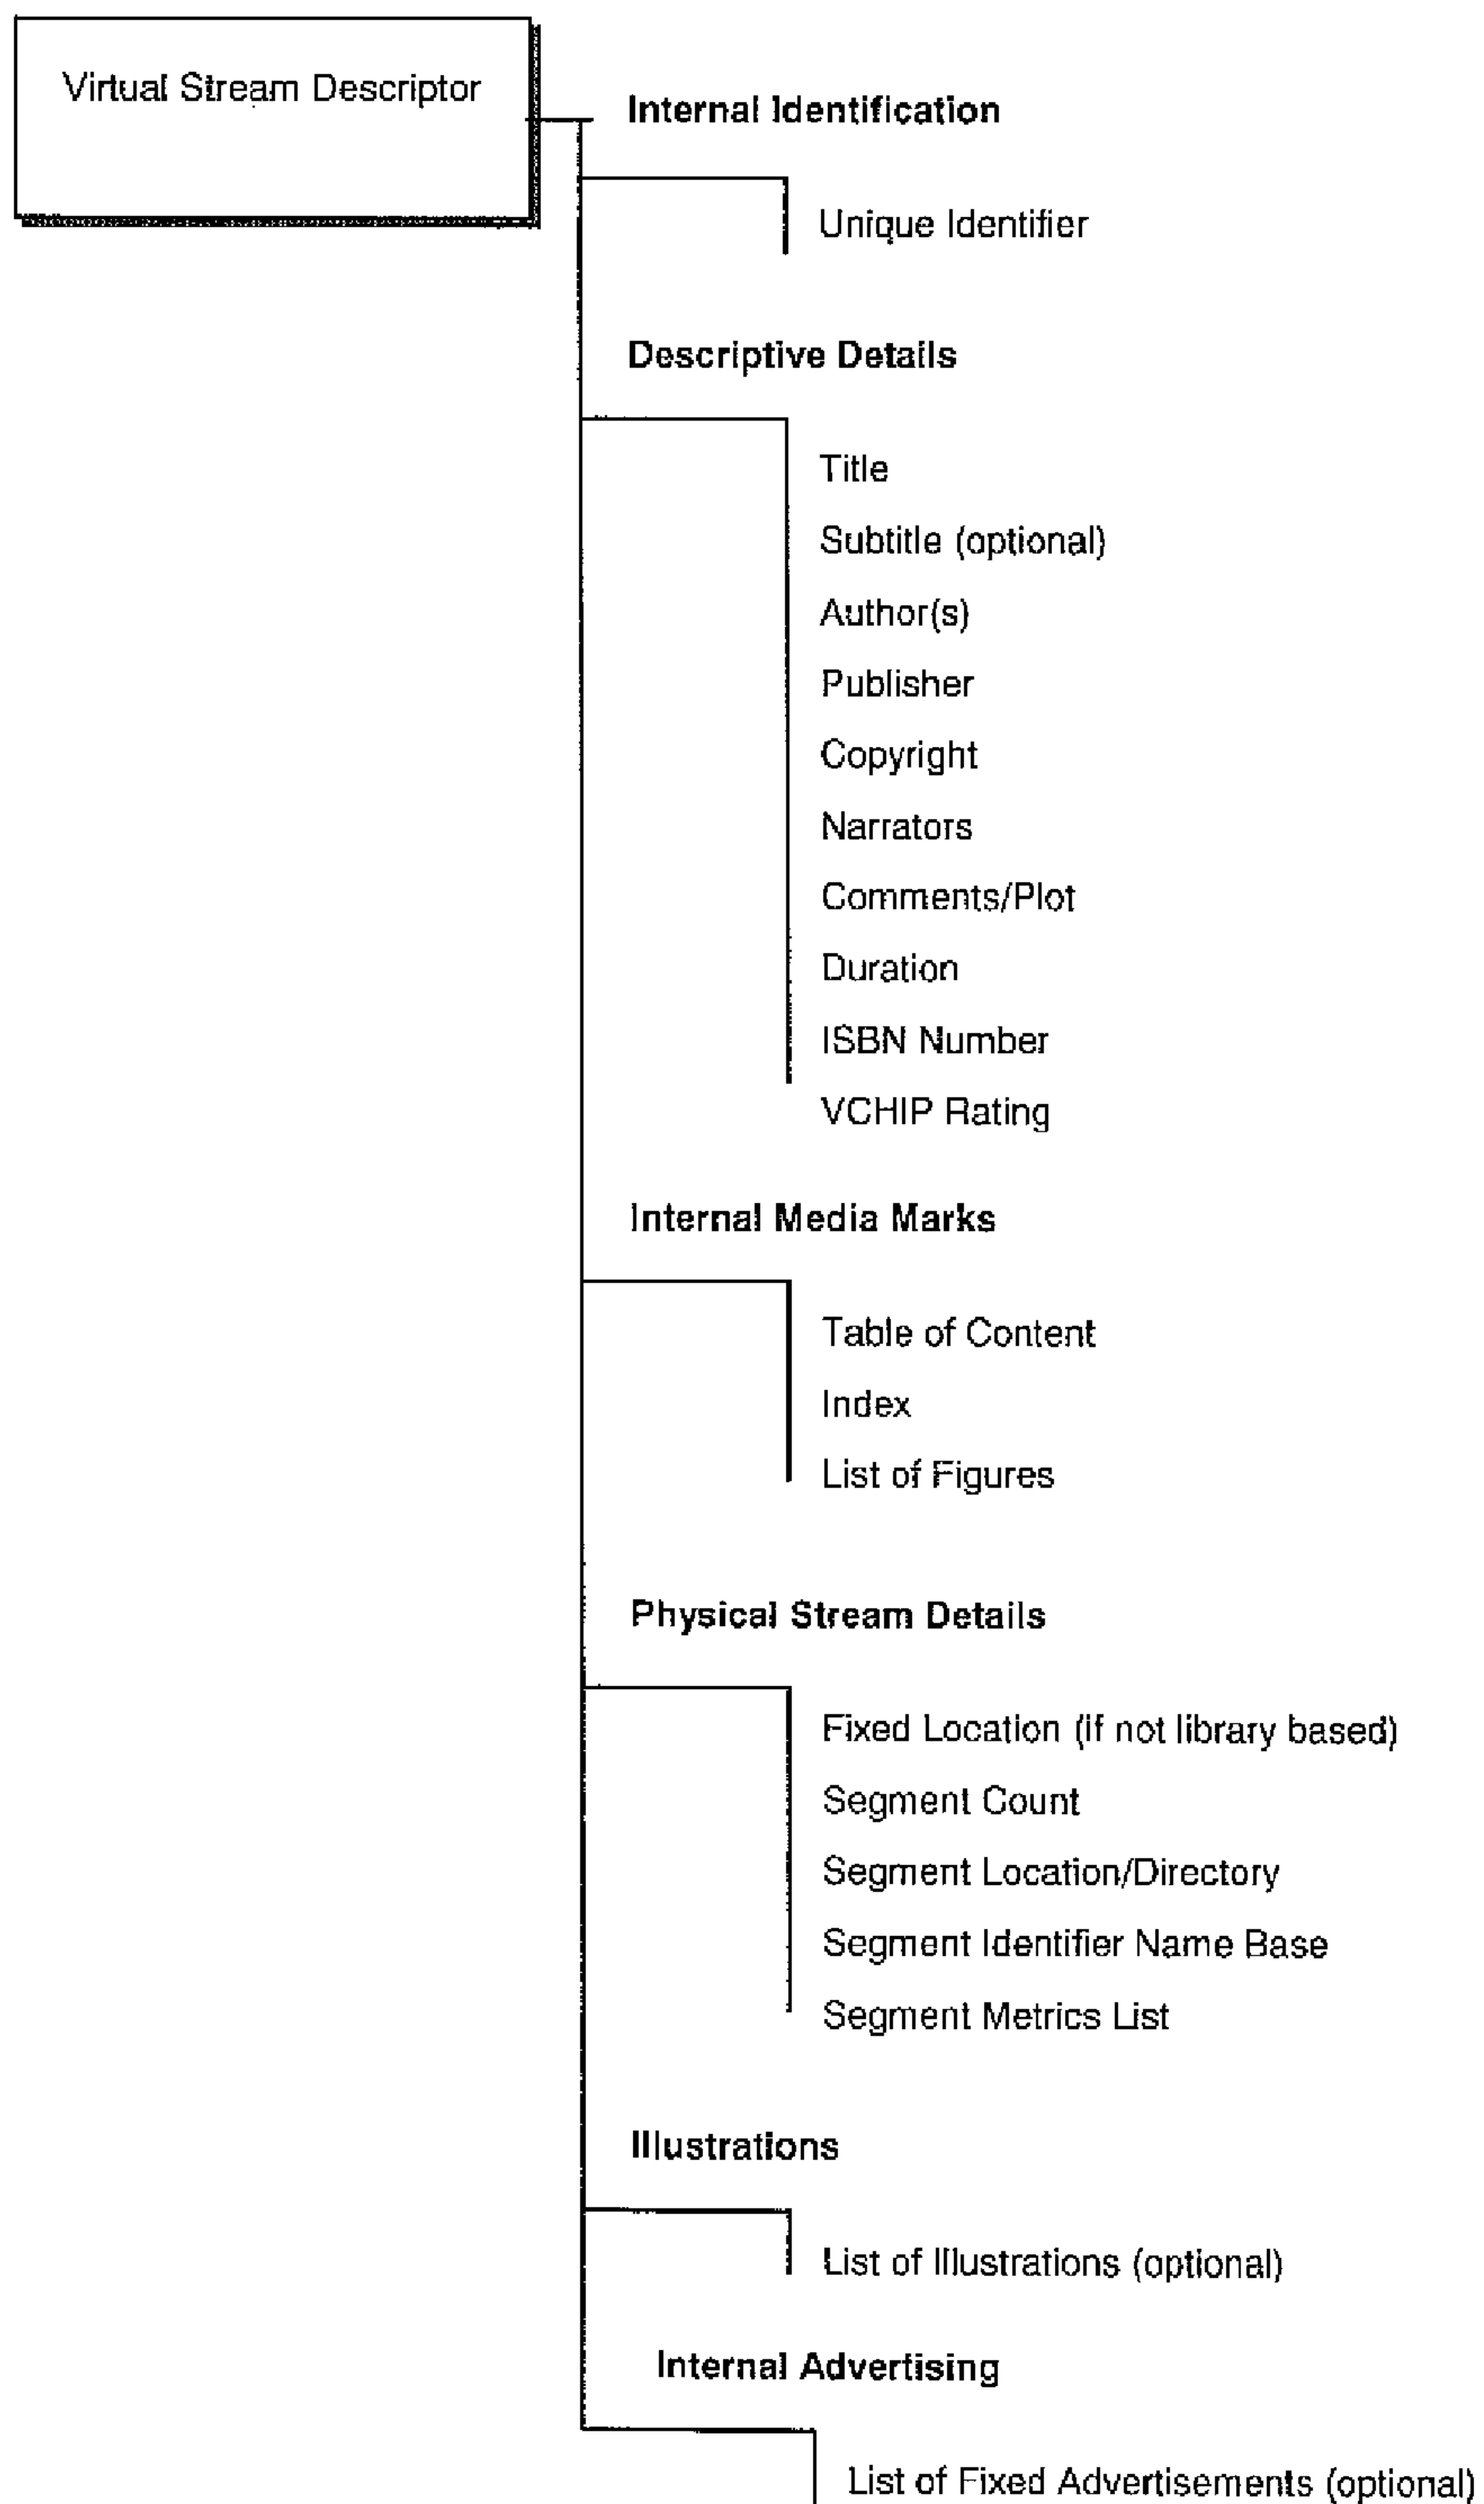 Virtual Stream Descriptor
Internal Identification
Unique Identifier
Descriptive Details
Title
Subtitle (optional)
Author(s)
Publisher
Copyright
Narrators
Comments/Plot
Duration
ISBN Number
VCHIP Rating
Internal Media Marks
Table of Content
Index
List of Figures
Physical Stream Details
Fixed Location (if not library based)
Segment Count
Segment Location/Directory
Segment Identifier Name Base
Segment Metrics List
Illustrations
List of Illustrations (optional)
Internal Advertising
List of Fixed Advertisements (optional)